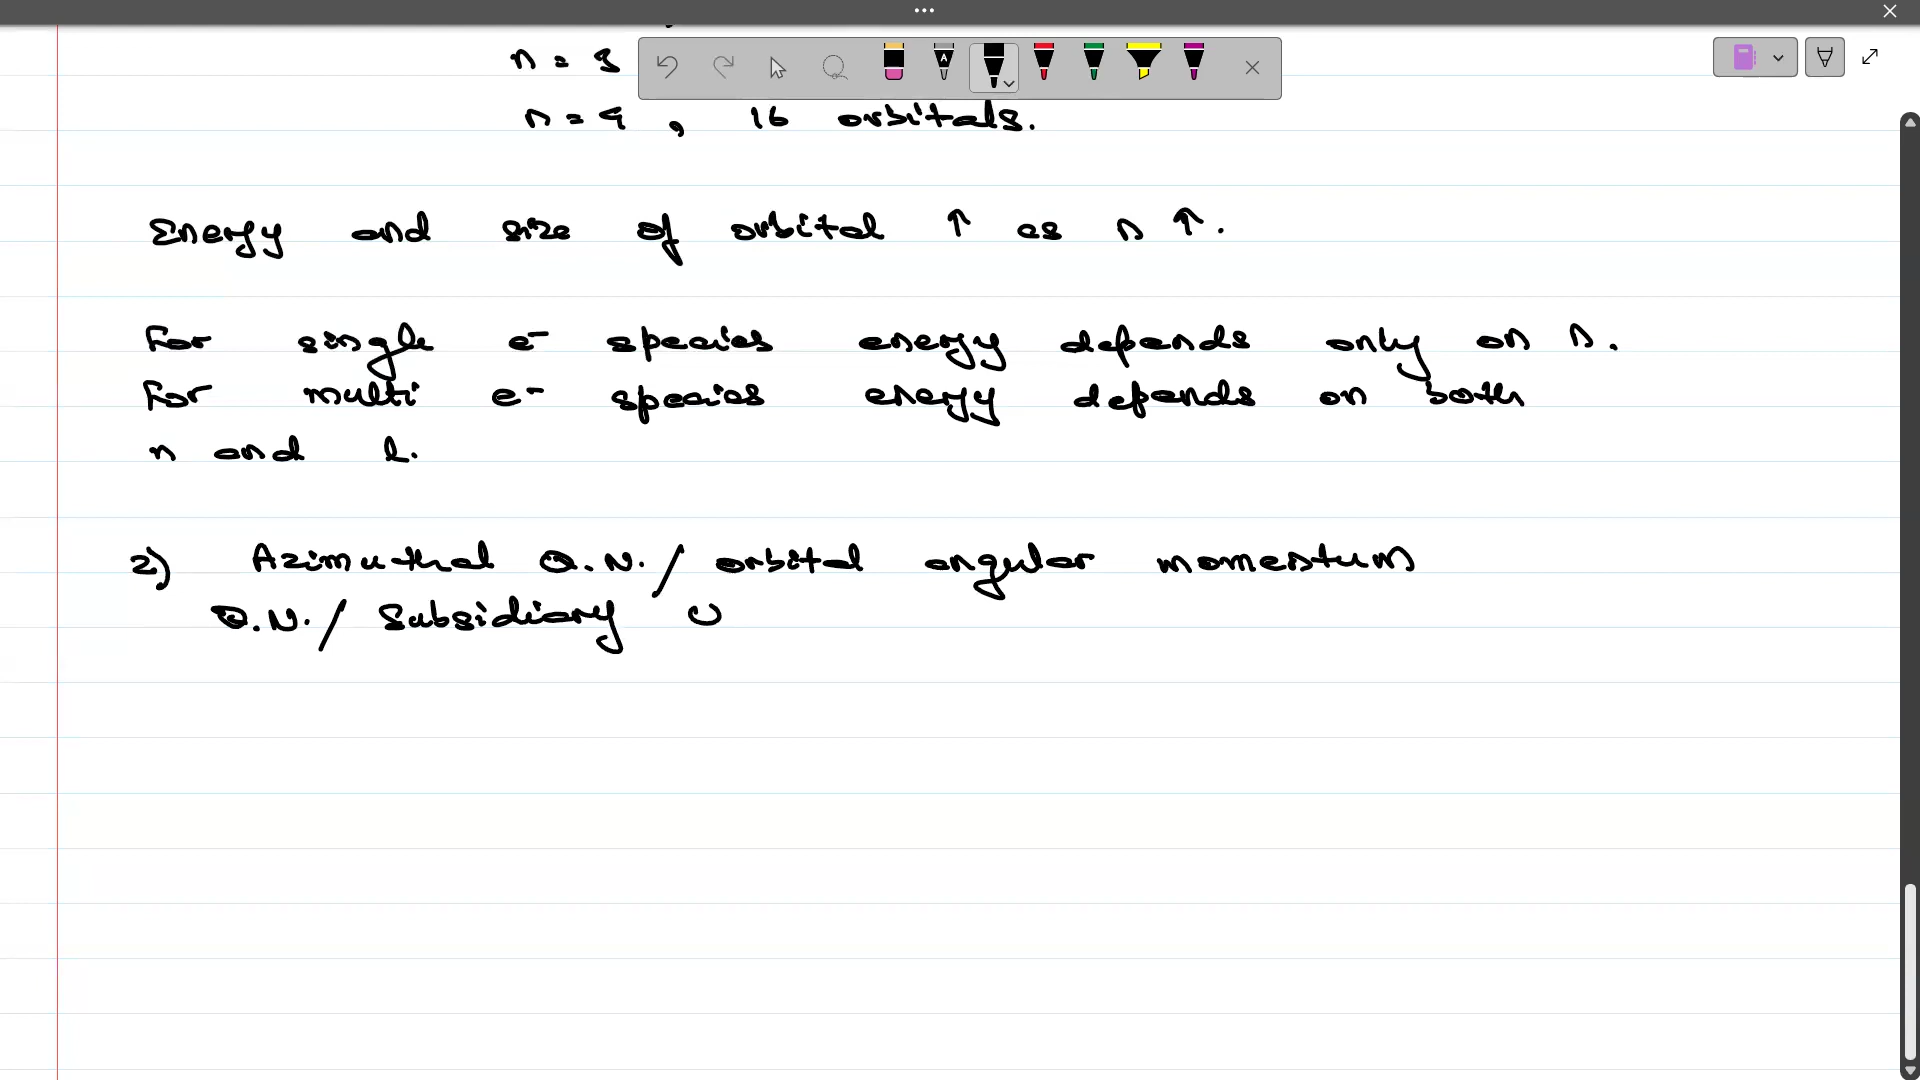 n = 3
n = 4 , 16 orbitals.
Energy and size of orbital ↑ as n ↑.
For single e- species energy depends only on n.
For multi e- species energy depends on both
n and l.
2) Azimuthal Q.N./ orbital angular momentum
Q.N./ Subsidiary